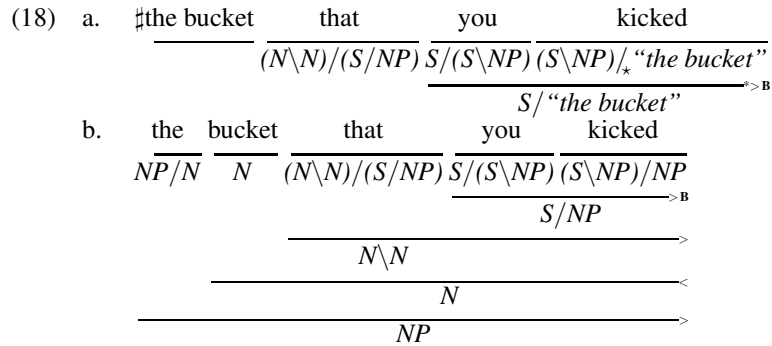 (18) a. ♯the bucket that you kicked
(N\N)/(S/NP) S/(S\NP) (S\NP)/⋆“the bucket”
*>B
S/“the bucket”
b. the bucket that you kicked
NP/N N (N\N)/(S/NP) S/(S\NP) (S\NP)/NP
>B
S/NP
>
N\N
<
N
>
NP